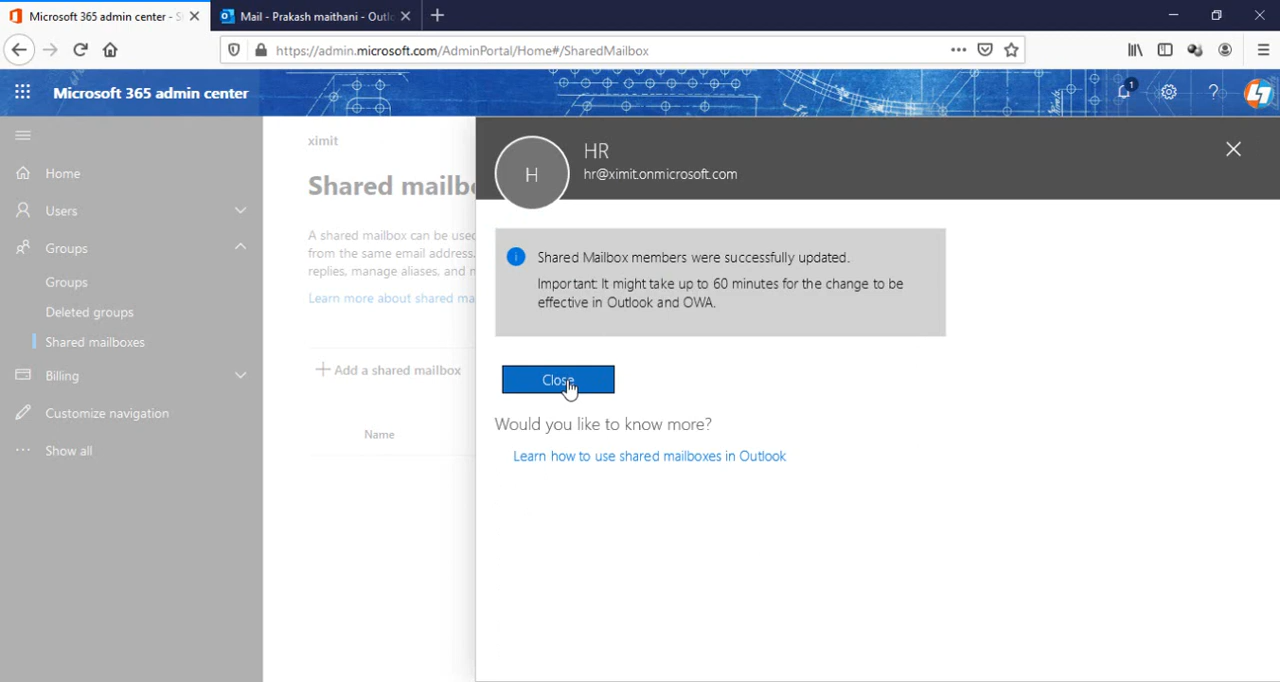 Microsoft 365 admin center - S
Mail - Prakash maithani - Outlo
https://admin.microsoft.com/AdminPortal/Home#/SharedMailbox
Microsoft 365 admin center
1
?
Home
Users
Groups
Groups
Deleted groups
Shared mailboxes
Billing
Customize navigation
Show all
ximit
Shared mailbo
A shared mailbox can be used
from the same email address.
replies, manage aliases, and m
Learn more about shared ma
Add a shared mailbox
Name
H
HR
hr@ximit.onmicrosoft.com
Shared Mailbox members were successfully updated.
Important: It might take up to 60 minutes for the change to be
effective in Outlook and OWA.
Close
Would you like to know more?
Learn how to use shared mailboxes in Outlook